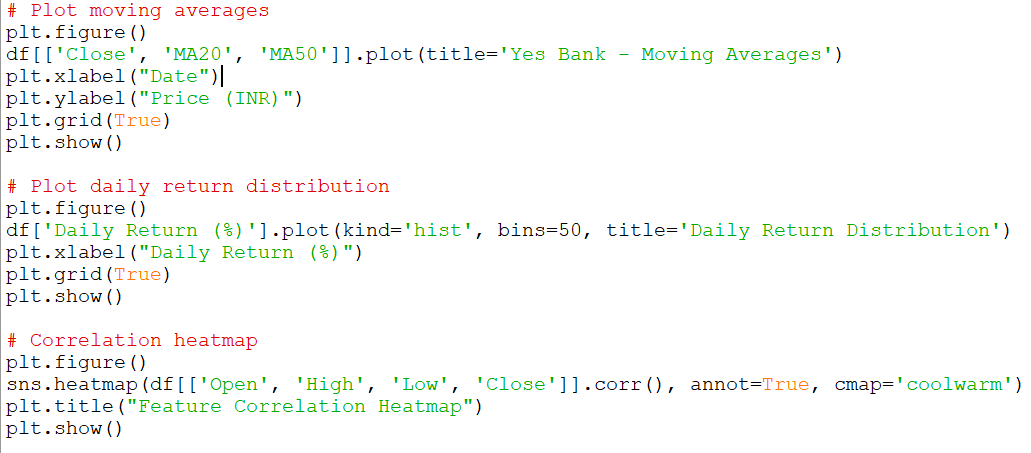 # Plot moving averages
plt.figure()
df[['Close', 'MA20', 'MA50']].plot(title='Yes Bank - Moving Averages')
plt.xlabel("Date")
plt.ylabel("Price (INR)")
plt.grid(True)
plt.show()

# Plot daily return distribution
plt.figure()
df['Daily Return (%)'].plot(kind='hist', bins=50, title='Daily Return Distribution')
plt.xlabel("Daily Return (%)")
plt.grid(True)
plt.show()

# Correlation heatmap
plt.figure()
sns.heatmap(df[['Open', 'High', 'Low', 'Close']].corr(), annot=True, cmap='coolwarm')
plt.title("Feature Correlation Heatmap")
plt.show()